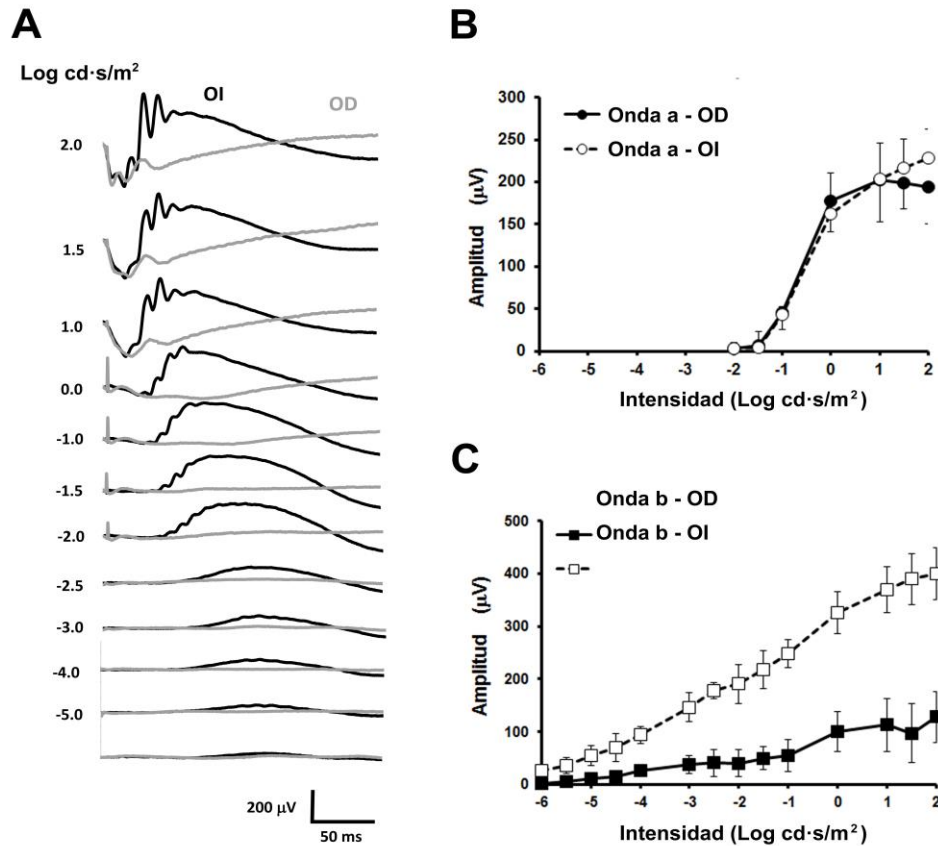 A
Log cd·s/m²
OI
OD
2.0
1.5
1.0
0.0
-1.0
-1.5
-2.0
-2.5
-3.0
-4.0
-5.0
200 µV
50 ms
B
Onda a - OD
Onda a - OI
Amplitud (µV)
300
250
200
150
100
50
0
-6 -5 -4 -3 -2 -1 0 1 2
Intensidad (Log cd·s/m²)
C
Onda b - OD
Onda b - OI
Amplitud (µV)
500
400
300
200
100
0
-6 -5 -4 -3 -2 -1 0 1 2
Intensidad (Log cd·s/m²)